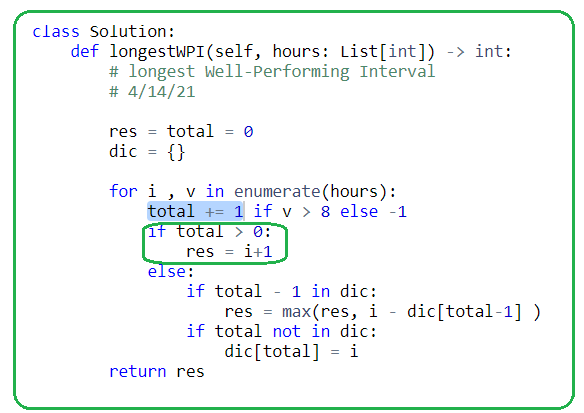 class Solution:
    def longestWPI(self, hours: List[int]) -> int:
        # longest Well-Performing Interval
        # 4/14/21
        res = total = 0
        dic = {}
        for i , v in enumerate(hours):
            total += 1 if v > 8 else -1
            if total > 0:
                res = i+1
            else:
                if total - 1 in dic:
                    res = max(res, i - dic[total-1] )
                if total not in dic:
                    dic[total] = i
        return res